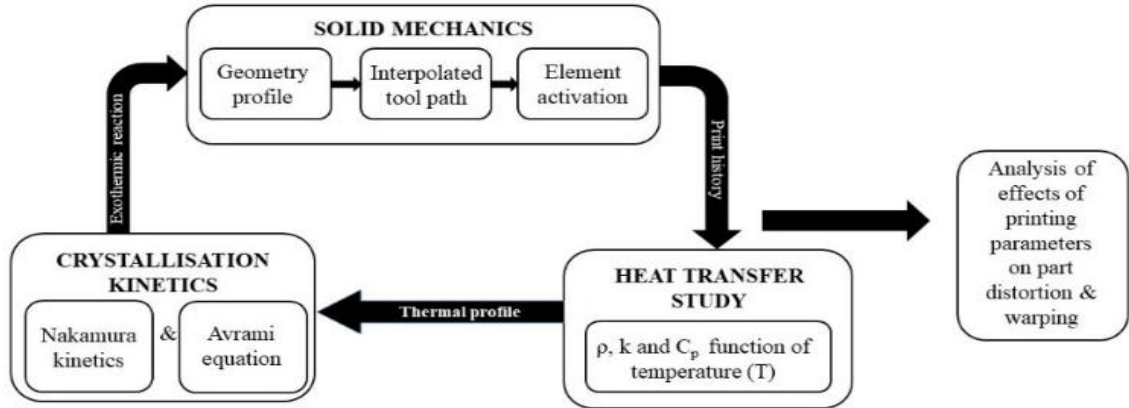 SOLID MECHANICS
Geometry
profile
Interpolated
tool path
Element
activation
Exothermic reaction
Print history
Analysis of
effects of
printing
parameters
on part
distortion &
warping
CRYSTALLISATION
KINETICS
Nakamura
kinetics
&
Avrami
equation
Thermal profile
HEAT TRANSFER
STUDY
ρ, k and Cₚ function of
temperature (T)